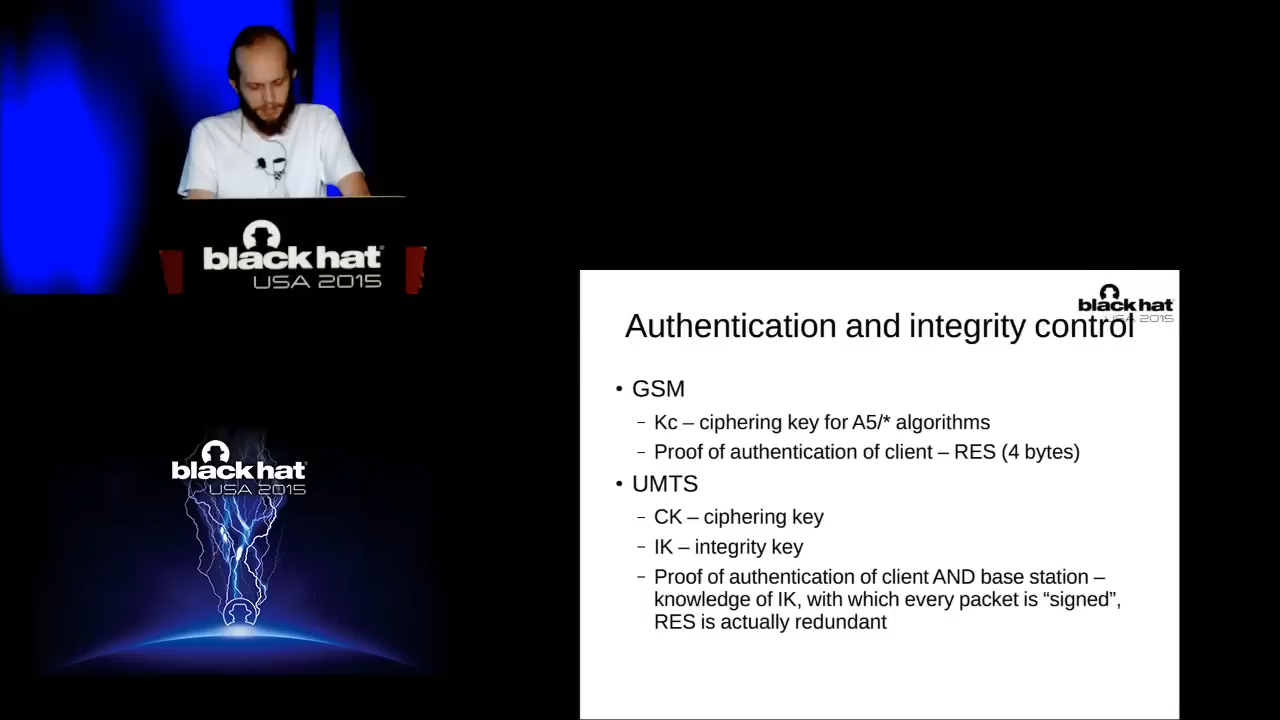 black hat
USA 2015
black hat
USA 2015
black hat
USA 2015
Authentication and integrity control
• GSM
– Kc – ciphering key for A5/* algorithms
– Proof of authentication of client – RES (4 bytes)
• UMTS
– CK – ciphering key
– IK – integrity key
– Proof of authentication of client AND base station –
knowledge of IK, with which every packet is “signed”,
RES is actually redundant